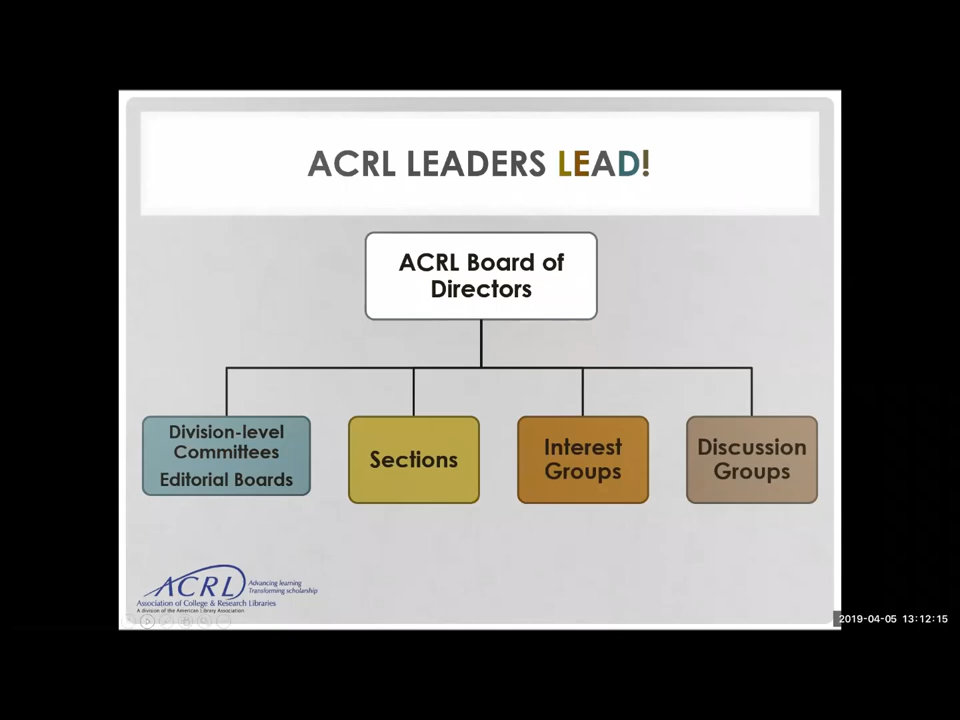 ACRL LEADERS LEAD!
ACRL Board of
Directors
Division-level
Committees
Editorial Boards
Sections
Interest
Groups
Discussion
Groups
ACRL
Advancing learning
Transforming scholarship
Association of College & Research Libraries
A division of the American Library Association
2019-04-05 13:12:15